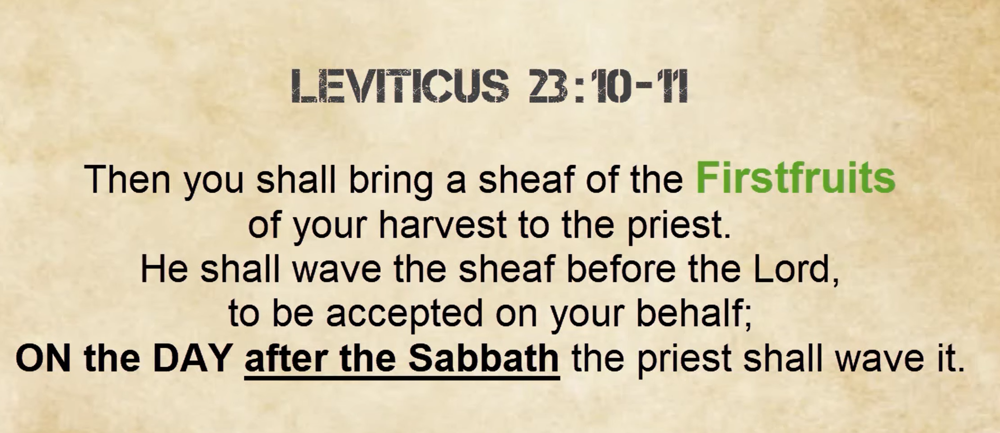 LEVITICUS 23:10-11
Then you shall bring a sheaf of the Firstfruits
of your harvest to the priest.
He shall wave the sheaf before the Lord,
to be accepted on your behalf;
ON the DAY after the Sabbath the priest shall wave it.